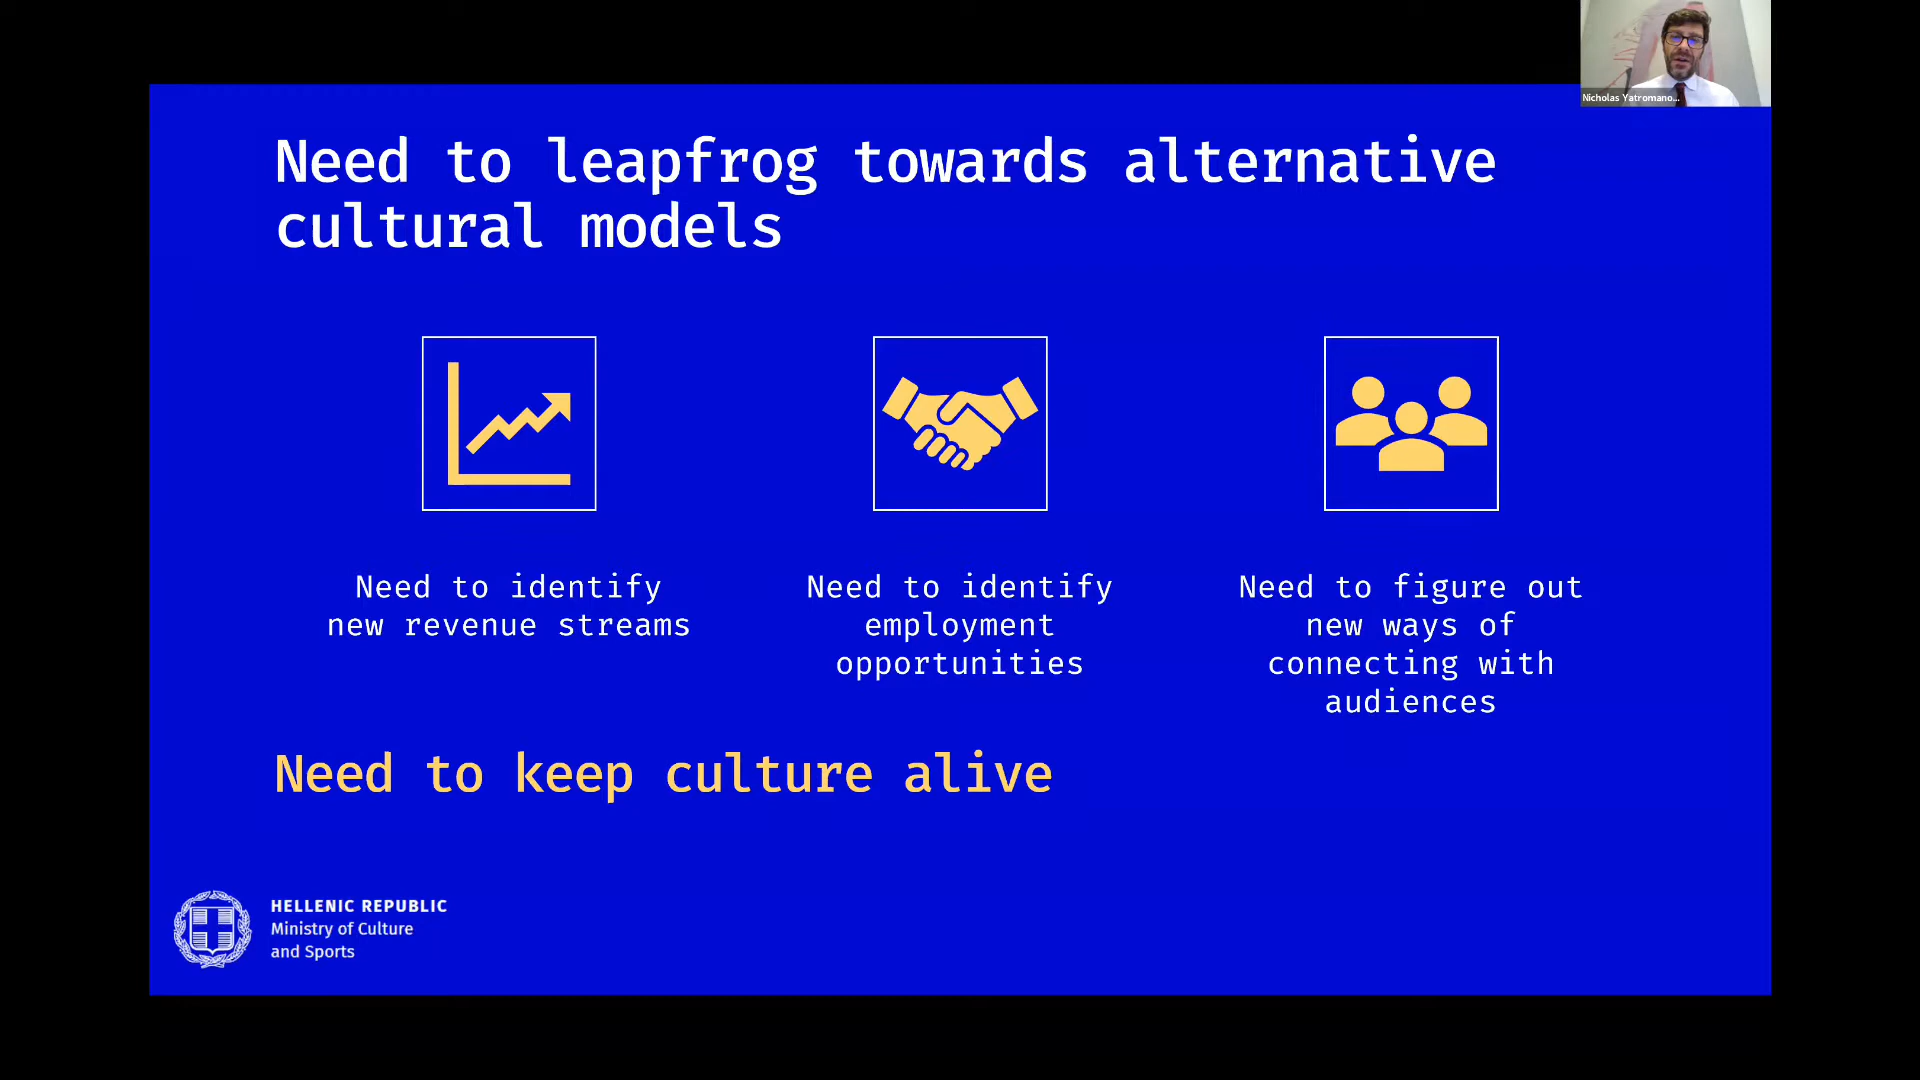 Nicholas Yatromano...
Need to leapfrog towards alternative
cultural models
Need to identify
new revenue streams
Need to identify
employment
opportunities
Need to figure out
new ways of
connecting with
audiences
Need to keep culture alive
HELLENIC REPUBLIC
Ministry of Culture
and Sports